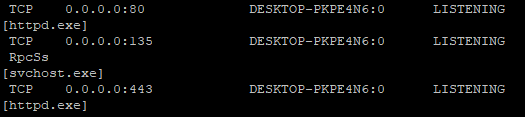 TCP    0.0.0.0:80             DESKTOP-PKPE4N6:0      LISTENING
[httpd.exe]
TCP    0.0.0.0:135            DESKTOP-PKPE4N6:0      LISTENING
RpcSs
[svchost.exe]
TCP    0.0.0.0:443            DESKTOP-PKPE4N6:0      LISTENING
[httpd.exe]